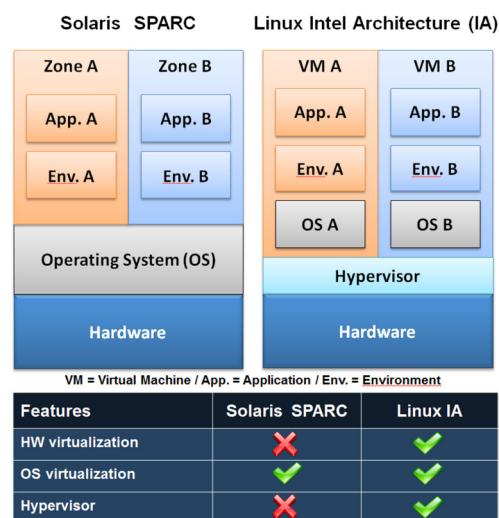 Solaris SPARC
Linux Intel Architecture (IA)
Zone A
Zone B
App. A
App. B
Env. A
Env. B
Operating System (OS)
Hardware
VM A
VM B
App. A
App. B
Env. A
Env. B
OS A
OS B
Hypervisor
Hardware
VM = Virtual Machine / App. = Application / Env. = Environment
Features Solaris SPARC Linux IA
HW virtualization
OS virtualization
Hypervisor